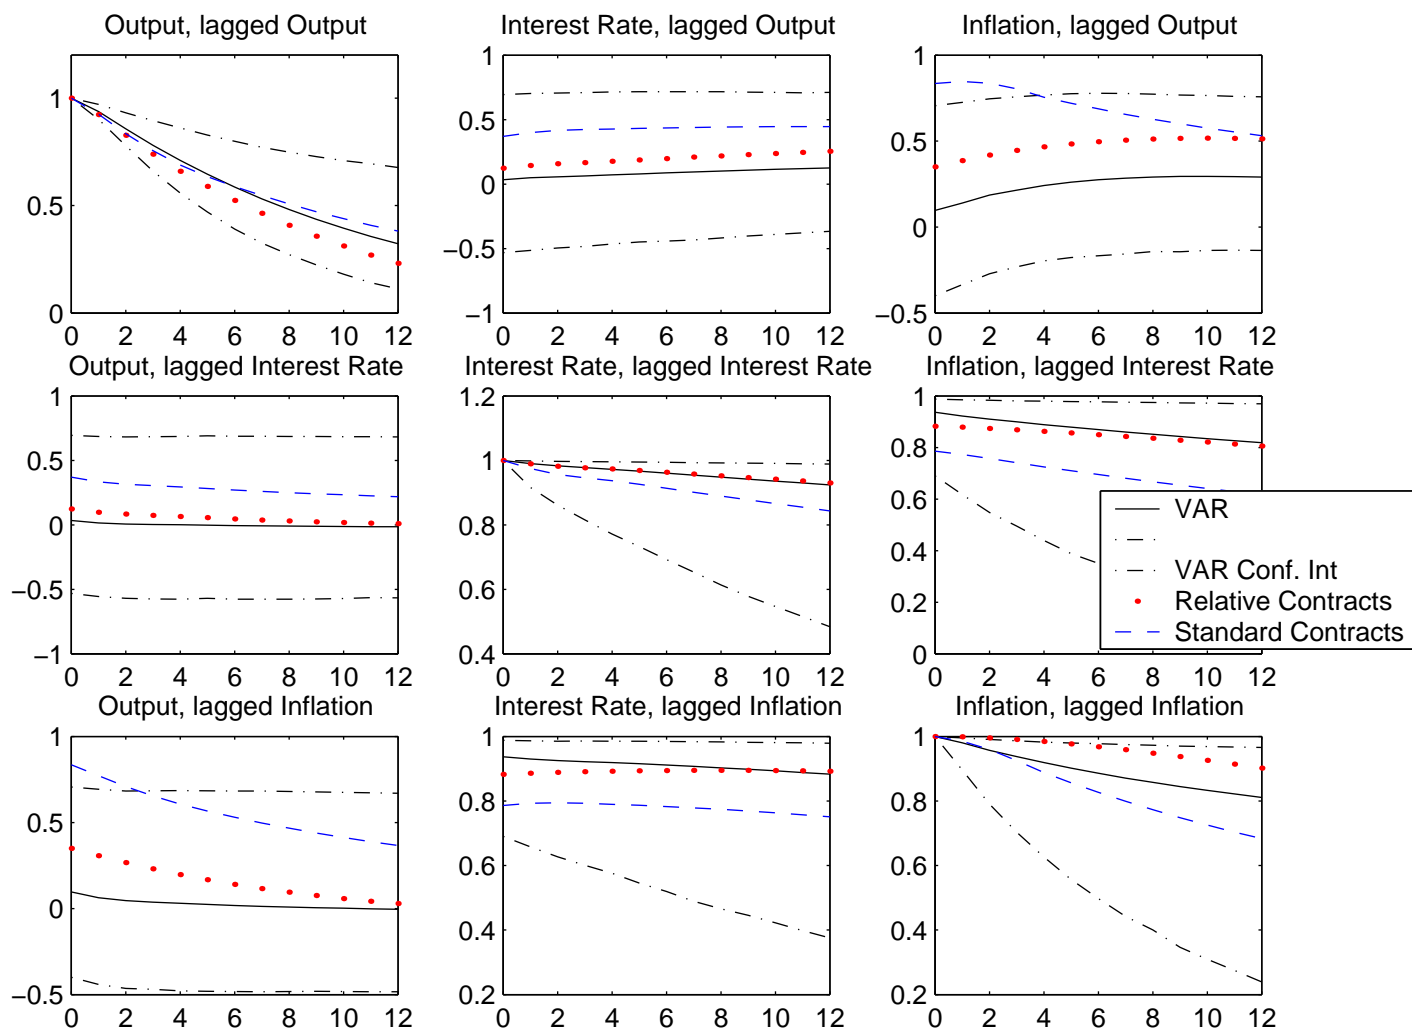 Output, lagged Output
Interest Rate, lagged Output
Inflation, lagged Output
1
0.5
0
0 2 4 6 8 10 12
1
0.5
0
−0.5
−1
0 2 4 6 8 10 12
1
0.5
0
−0.5
0 2 4 6 8 10 12
Output, lagged Interest Rate
Interest Rate, lagged Interest Rate
Inflation, lagged Interest Rate
1
0.5
0
−0.5
−1
0 2 4 6 8 10 12
1.2
1
0.8
0.6
0.4
0 2 4 6 8 10 12
1
0.8
0.6
0.4
0.2
0
0 2 4 6 8 10 12
VAR
VAR Conf. Int
Relative Contracts
Standard Contracts
Output, lagged Inflation
Interest Rate, lagged Inflation
Inflation, lagged Inflation
1
0.5
0
−0.5
0 2 4 6 8 10 12
1
0.8
0.6
0.4
0.2
0 2 4 6 8 10 12
1
0.8
0.6
0.4
0.2
0 2 4 6 8 10 12